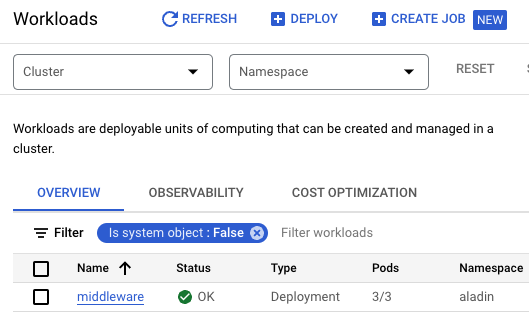 Workloads
REFRESH
DEPLOY
CREATE JOB
NEW
Cluster
Namespace
RESET
Workloads are deployable units of computing that can be created and managed in a
cluster.
OVERVIEW
OBSERVABILITY
COST OPTIMIZATION
Filter
Is system object : False
Filter workloads
Name
Status
Type
Pods
Namespace
middleware
OK
Deployment
3/3
aladin